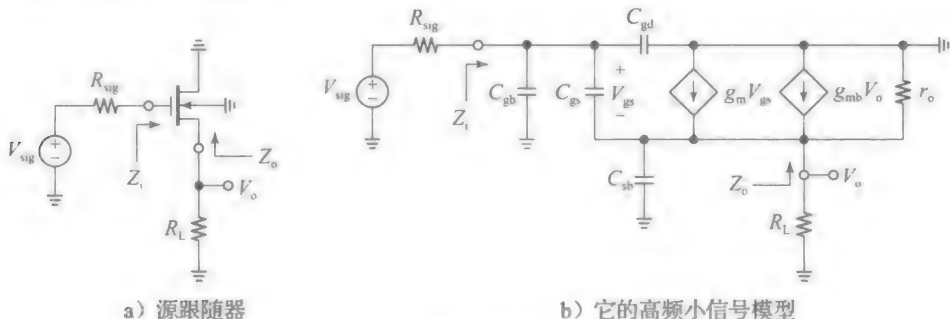 R_sig
V_sig
Z_i
Z_o
V_o
R_L
a）源跟随器
R_sig
V_sig
Z_i
C_gb
C_gs
V_gs
C_gd
g_m V_gs
g_mb V_o
r_o
C_sb
Z_o
V_o
R_L
b）它的高频小信号模型